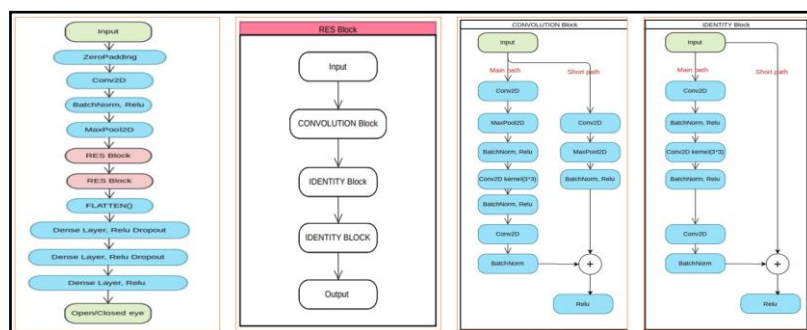 Input
ZeroPadding
Conv2D
BatchNorm, Relu
MaxPool2D
RES Block
RES Block
FLATTEN()
Dense Layer, Relu Dropout
Dense Layer, Relu Dropout
Dense Layer, Relu
Open/Closed eye
RES Block
Input
CONVOLUTION Block
IDENTITY Block
IDENTITY BLOCK
Output
CONVOLUTION Block
Input
Main path
Short path
Conv2D
MaxPool2D
BatchNorm, Relu
Conv2D kernel(3*3)
BatchNorm, Relu
Conv2D
BatchNorm
Conv2D
MaxPool2D
BatchNorm, Relu
+
Relu
IDENTITY Block
Input
Main path
Short path
Conv2D
BatchNorm, Relu
Conv2D kernel(3*3)
BatchNorm, Relu
Conv2D
BatchNorm
+
Relu